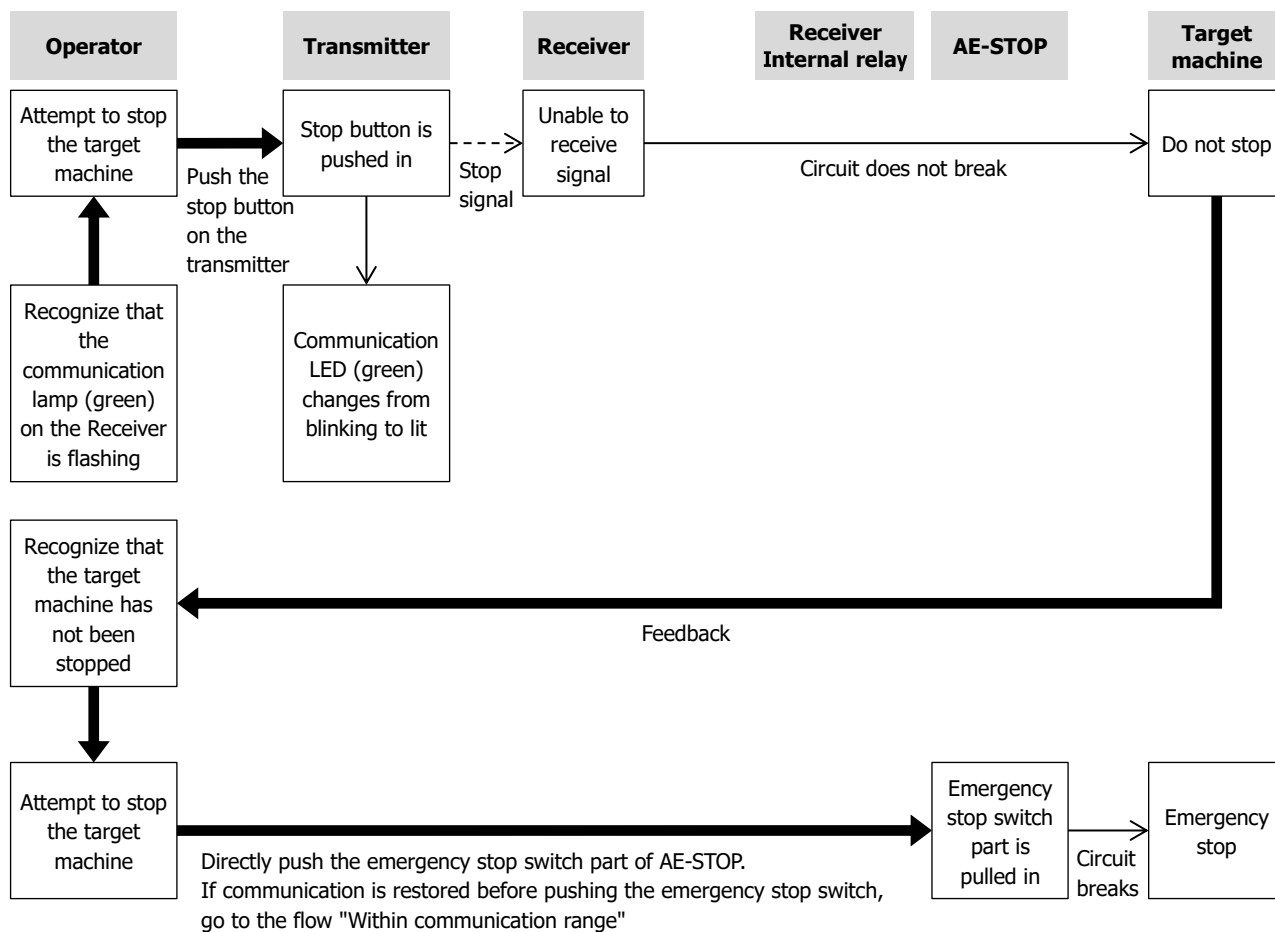 Operator
Transmitter
Receiver
Receiver
Internal relay
AE-STOP
Target
machine
Attempt to stop
the target
machine
Push the
stop button
on the
transmitter
Stop button is
pushed in
Stop
signal
Unable to
receive
signal
Circuit does not break
Do not stop
Recognize that
the
communication
lamp (green)
on the Receiver
is flashing
Communication
LED (green)
changes from
blinking to lit
Recognize that
the target
machine has
not been
stopped
Feedback
Attempt to stop
the target
machine
Directly push the emergency stop switch part of AE-STOP.
If communication is restored before pushing the emergency stop switch,
go to the flow "Within communication range"
Emergency
stop switch
part is
pulled in
Circuit
breaks
Emergency
stop